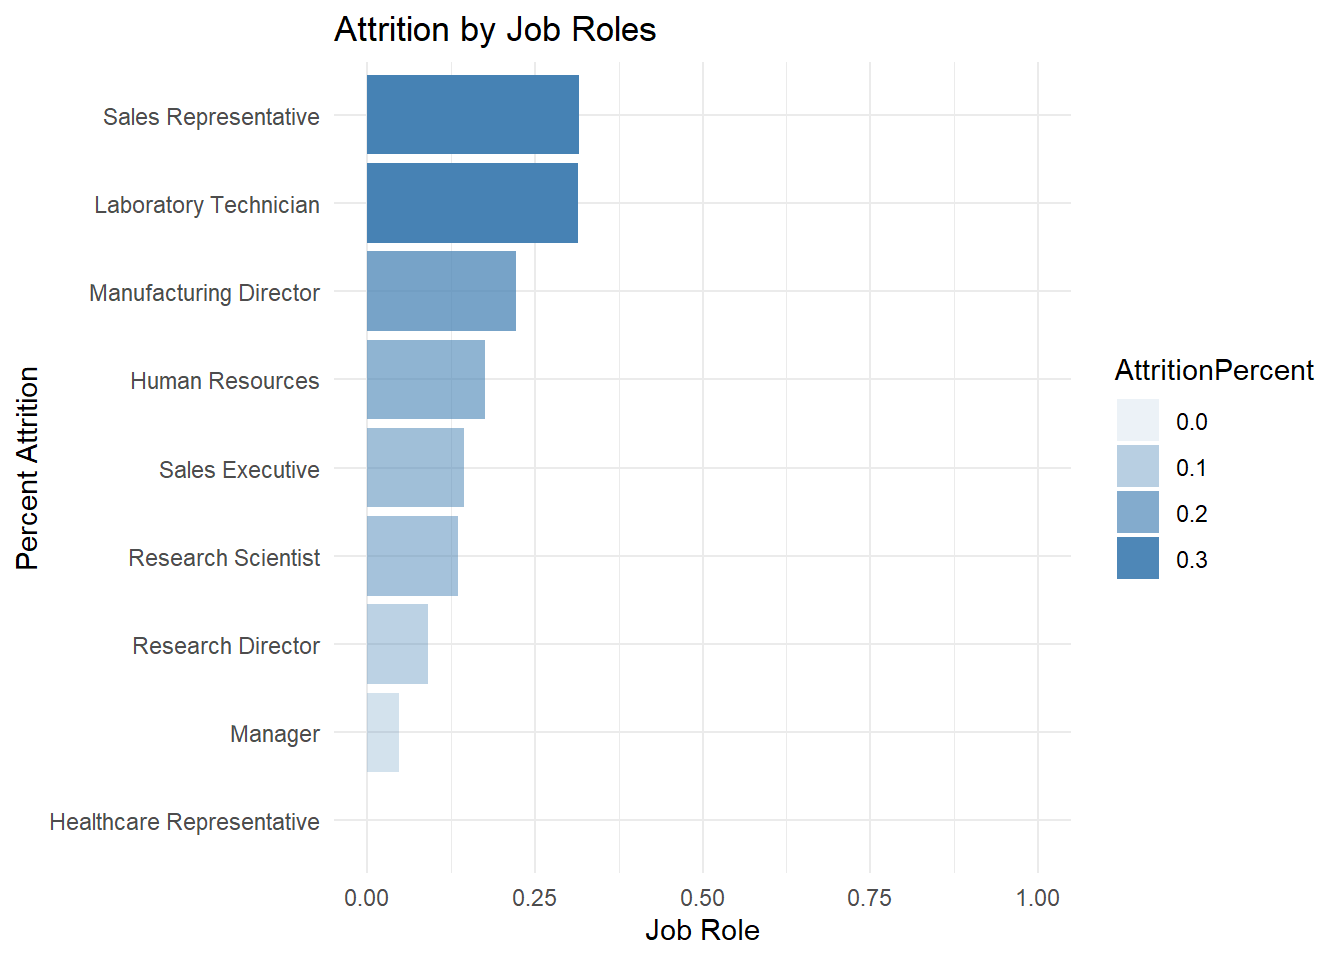 Attrition by Job Roles
Percent Attrition
Sales Representative
Laboratory Technician
Manufacturing Director
Human Resources
Sales Executive
Research Scientist
Research Director
Manager
Healthcare Representative
0.00 0.25 0.50 0.75 1.00
Job Role
AttritionPercent
0.0
0.1
0.2
0.3